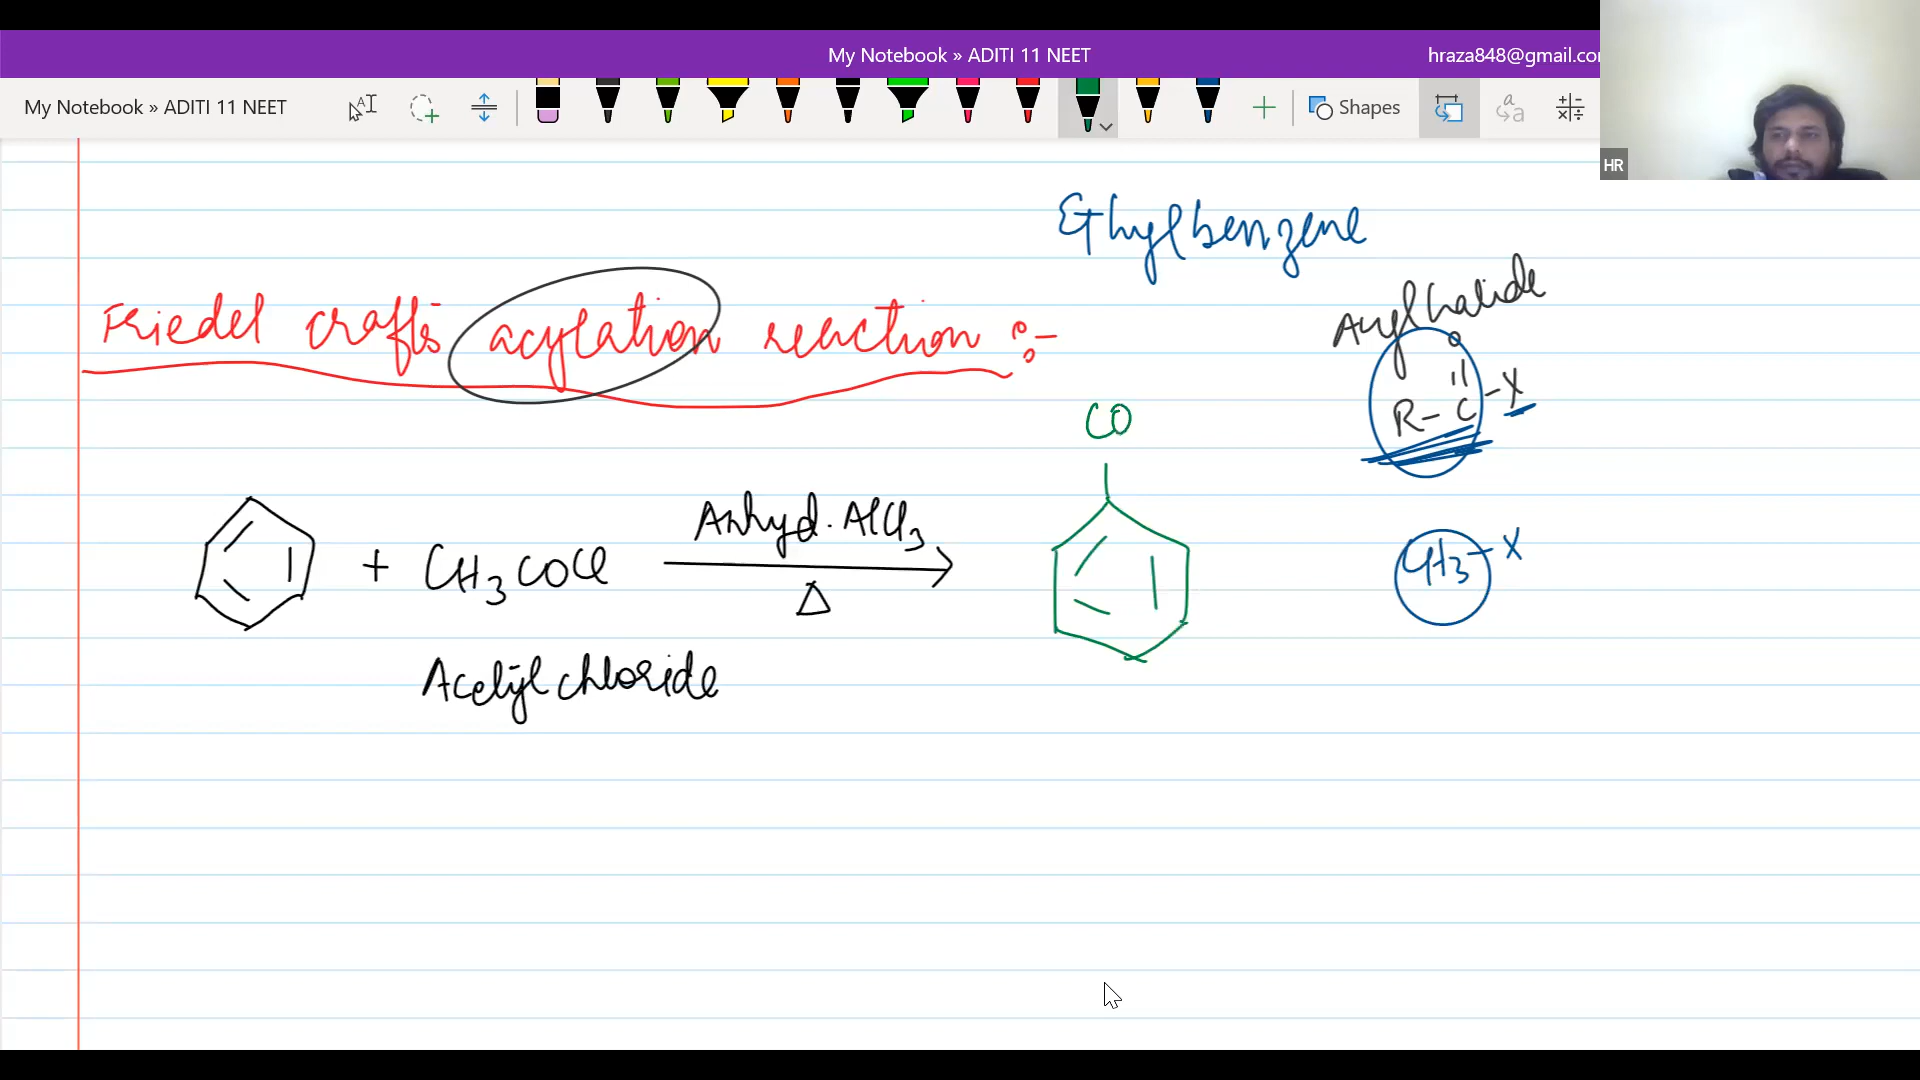 My Notebook » ADITI 11 NEET
hraza848@gmail.co
My Notebook » ADITI 11 NEET
Shapes
HR
Ethylbenzene
Friedel crafts acylation reaction :-
Acyl halide
O
R-C-X
CO
Anhyd. AlCl3
+ CH3COCl
Δ
CH3-X
Acetyl chloride